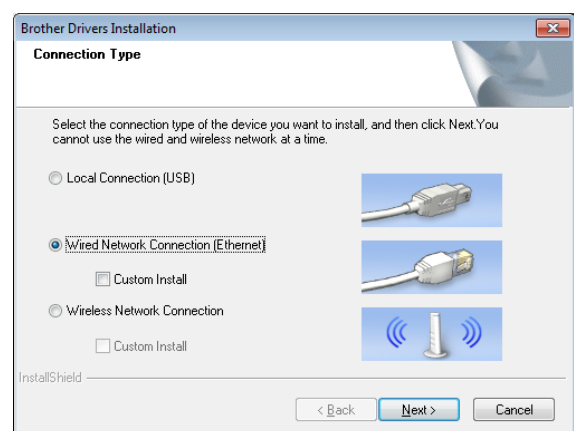 Brother Drivers Installation
Connection Type
Select the connection type of the device you want to install, and then click Next.You
cannot use the wired and wireless network at a time.
Local Connection (USB)
Wired Network Connection (Ethernet)
Custom Install
Wireless Network Connection
Custom Install
InstallShield
< Back Next > Cancel